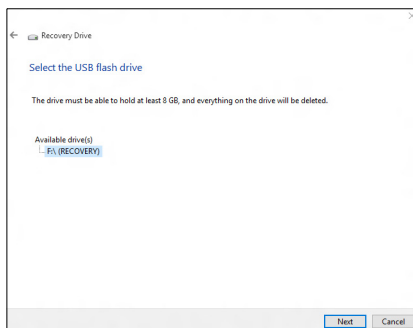 Recovery Drive
Select the USB flash drive
The drive must be able to hold at least 8 GB, and everything on the drive will be deleted.
Available drive(s)
F:\ (RECOVERY)
Next Cancel